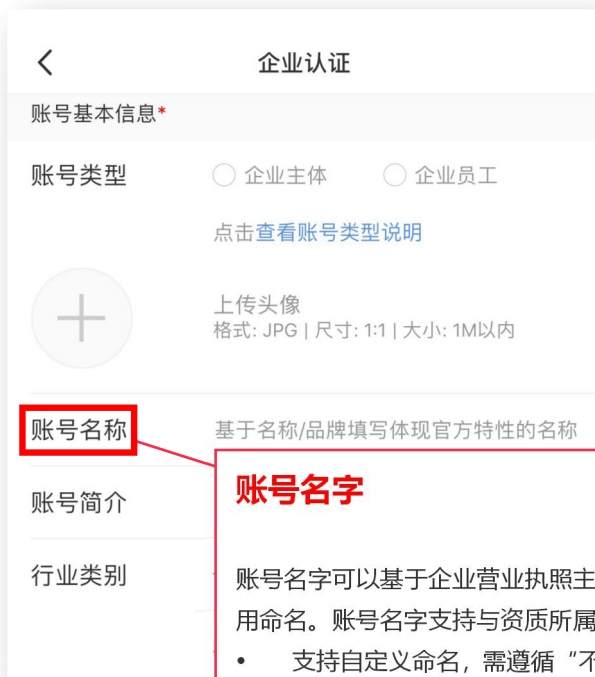 企业认证
账号基本信息*
账号类型
企业主体
企业员工
点击查看账号类型说明
上传头像
格式: JPG | 尺寸: 1:1 | 大小: 1M以内
账号名称
基于名称/品牌填写体现官方特性的名称
账号名字
账号简介
行业类别
账号名字可以基于企业营业执照主
用命名。账号名字支持与资质所属
• 支持自定义命名，需遵循“不